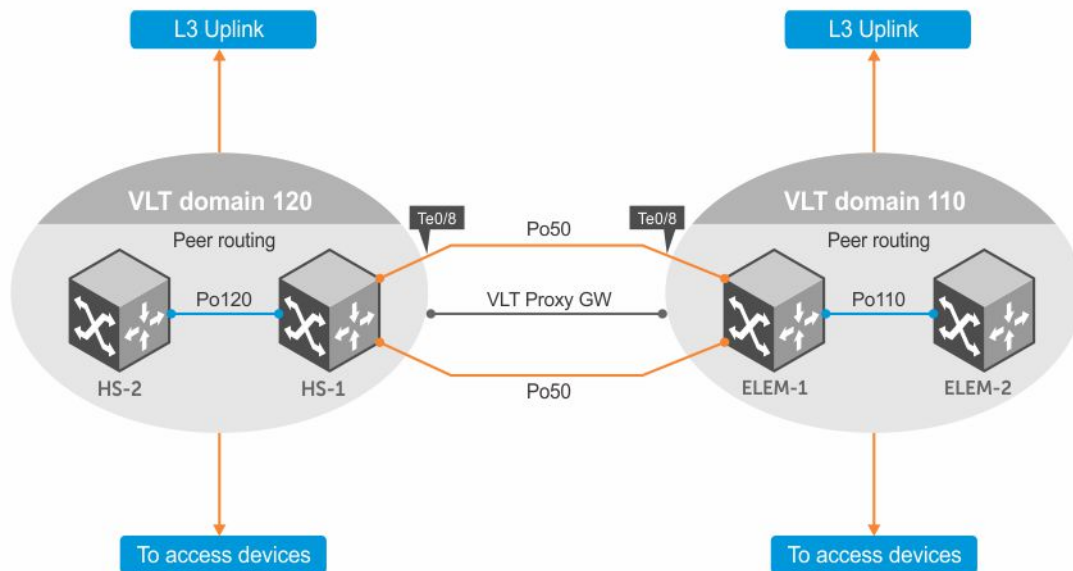 L3 Uplink
L3 Uplink
VLT domain 120
Peer routing
Te0/8
Te0/8
VLT domain 110
Peer routing
Po50
Po120
VLT Proxy GW
Po110
HS-2
HS-1
Po50
ELEM-1
ELEM-2
To access devices
To access devices